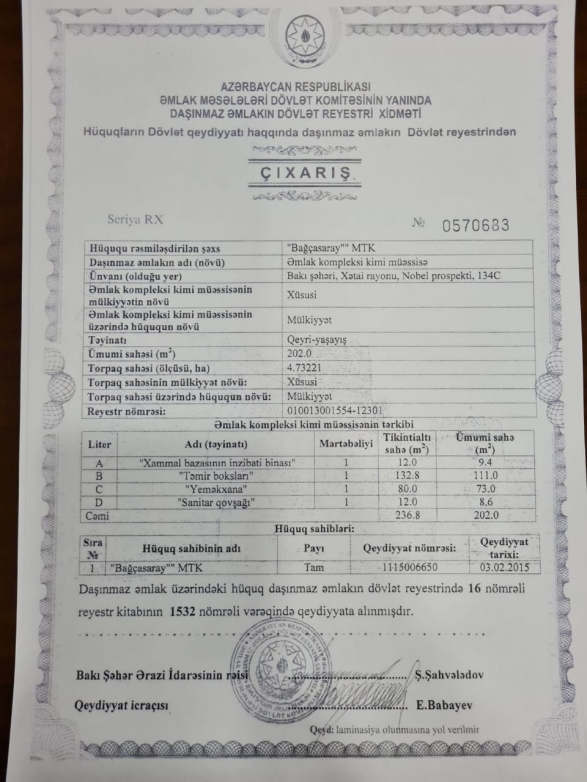 AZƏRBAYCAN RESPUBLİKASI
ƏMLAK MƏSƏLƏLƏRİ DÖVLƏT KOMİTƏSİNİN YANINDA
DAŞINMAZ ƏMLAKIN DÖVLƏT REYESTRİ XİDMƏTİ
Hüquqların Dövlət qeydiyyatı haqqında daşınmaz əmlakın Dövlət reyestrindən
ÇIXARIŞ
Seriya RX № 0570683
Hüququ rəsmiləşdirilən şəxs "Bağçasaray"" MTK
Daşınmaz əmlakın adı (növü) Əmlak kompleksi kimi müəssisə
Ünvanı (olduğu yer) Bakı şəhəri, Xətai rayonu, Nobel prospekti, 134C
Əmlak kompleksi kimi müəssisənin
mülkiyyətin növü Xüsusi
Əmlak kompleksi kimi müəssisənin
üzərində hüququn növü Mülkiyyət
Təyinatı Qeyri-yaşayış
Ümumi sahəsi (m²) 202.0
Torpaq sahəsi (ölçüsü, ha) 4.73221
Torpaq sahəsinin mülkiyyət növü: Xüsusi
Torpaq sahəsi üzərində hüququn növü: Mülkiyyət
Reyestr nömrəsi: 010013001554-12301
Əmlak kompleksi kimi müəssisənin tərkibi
Liter Adı (təyinatı) Mərtəbəliyi Tikintialtı sahə (m²) Ümumi sahə (m²)
A "Xammal bazasının inzibati binası" 1 12.0 9.4
B "Təmir boksları" 1 132.8 111.0
C "Yeməkxana" 1 80.0 73.0
D "Sanitar qovşağı" 1 12.0 8.6
Cəmi 236.8 202.0
Hüquq sahibləri:
Sıra № Hüquq sahibinin adı Payı Qeydiyyat nömrəsi: Qeydiyyat tarixi:
1 "Bağçasaray"" MTK Tam 1115006650 03.02.2015
Daşınmaz əmlak üzərindəki hüquq daşınmaz əmlakın dövlət reyestrində 16 nömrəli
reyestr kitabının 1532 nömrəli vərəqində qeydiyyata alınmışdır.
Bakı Şəhər Ərazi İdarəsinin rəisi Ş.Şahvələdov
Qeydiyyat icraçısı E.Babayev
Qeyd: laminasiya olunmasına yol verilmir